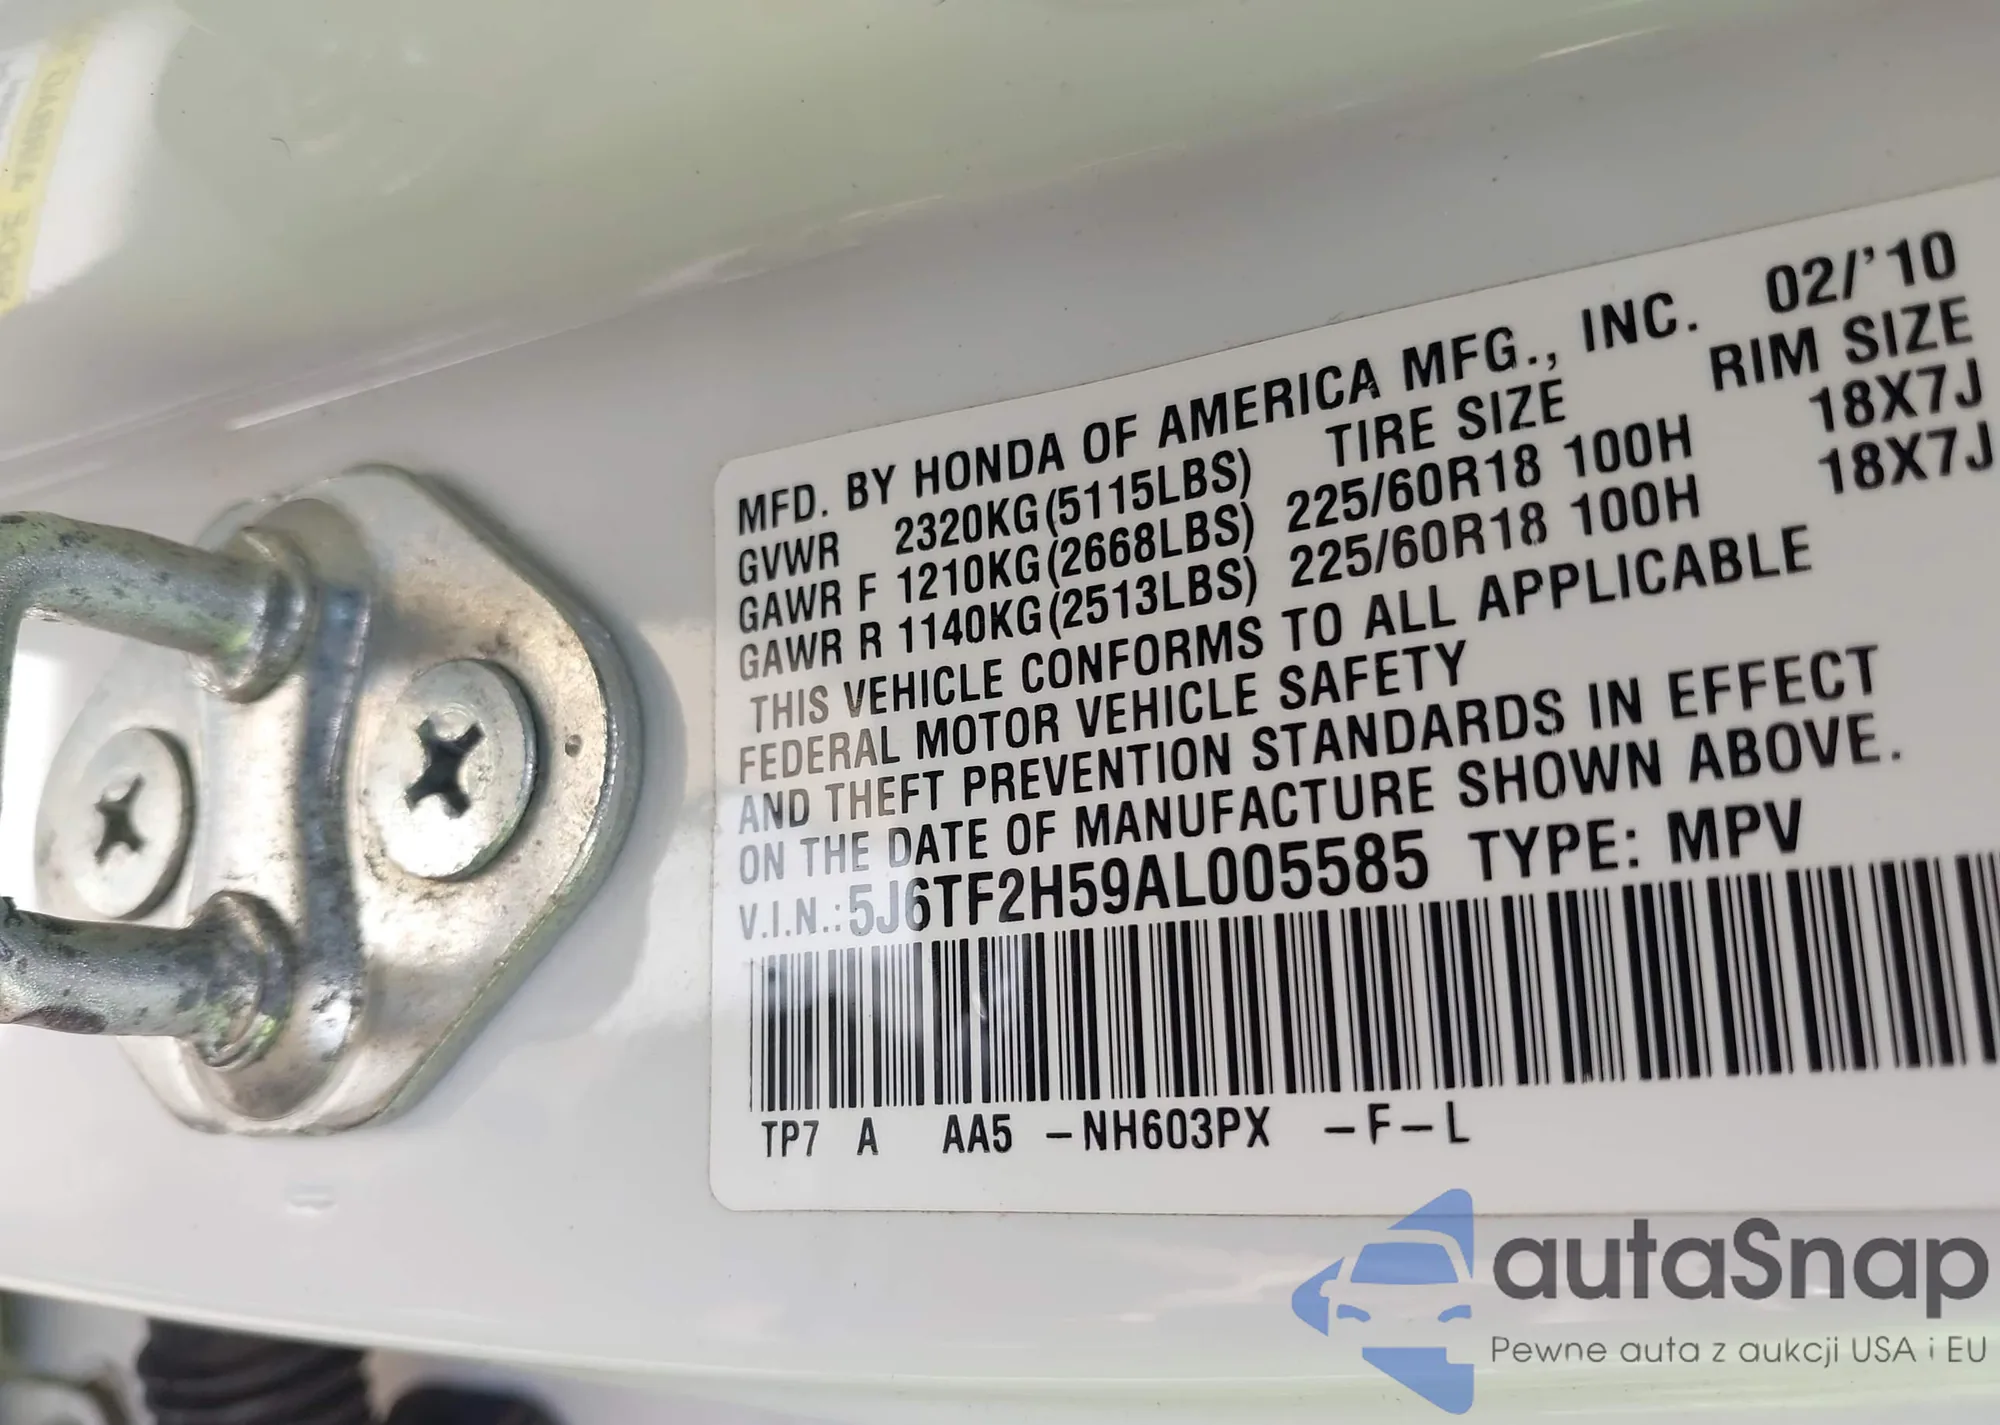 MFD. BY HONDA OF AMERICA MFG., INC. 02/'10
GVWR 2320KG(5115LBS) TIRE SIZE RIM SIZE
GAWR F 1210KG(2668LBS) 225/60R18 100H 18X7J
GAWR R 1140KG(2513LBS) 225/60R18 100H 18X7J
THIS VEHICLE CONFORMS TO ALL APPLICABLE
FEDERAL MOTOR VEHICLE SAFETY
AND THEFT PREVENTION STANDARDS IN EFFECT
ON THE DATE OF MANUFACTURE SHOWN ABOVE.
V.I.N.:5J6TF2H59AL005585 TYPE: MPV
TP7 A AA5 -NH603PX -F-L
autaSnap
Pewne auta z aukcji USA i EU